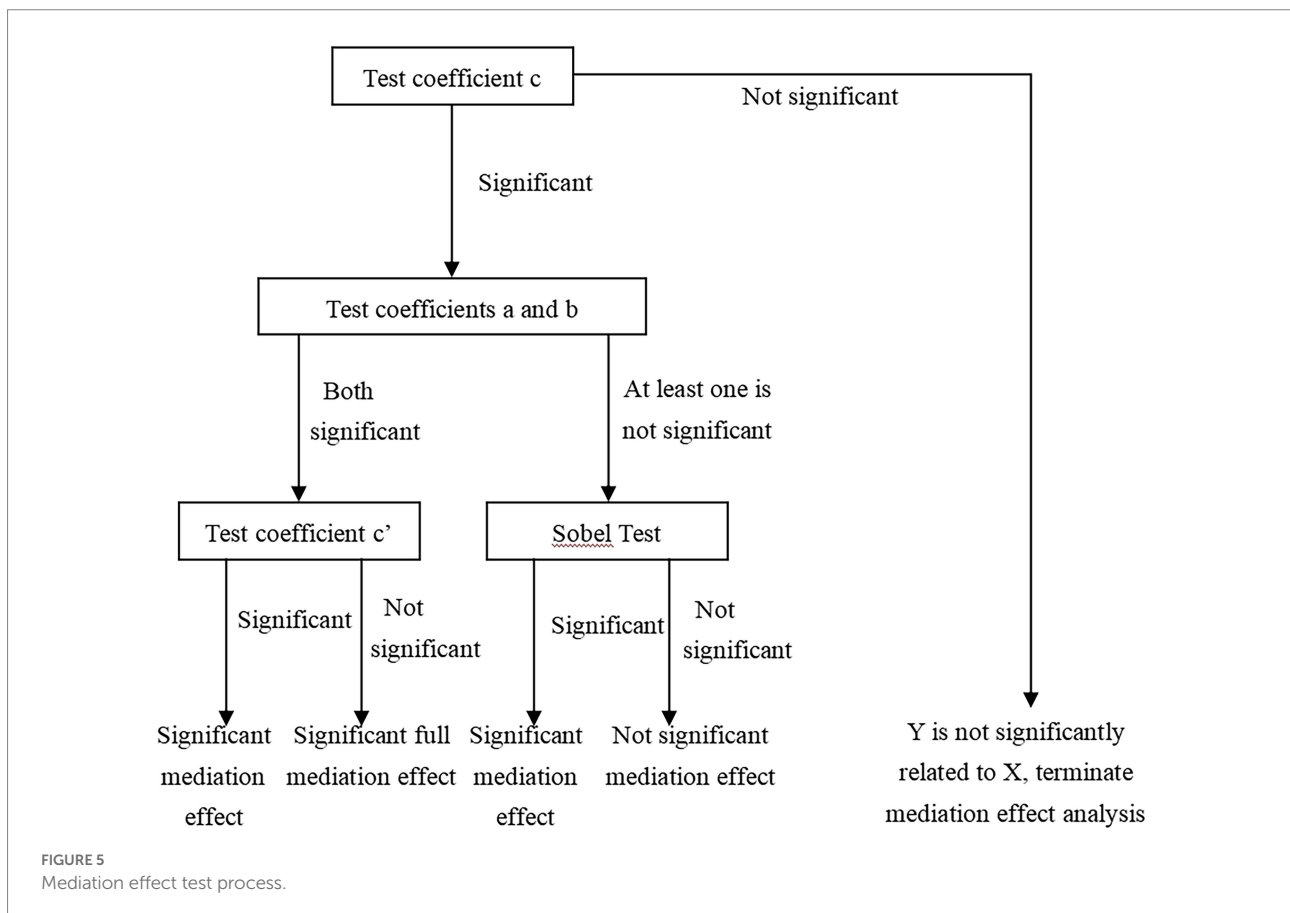 Test coefficient c
Not significant
Significant
Test coefficients a and b
Both
significant
At least one is
not significant
Test coefficient c’
Sobel Test
Significant
Not
significant
Significant
Not
significant
Significant
mediation
effect
Significant full
mediation effect
Significant
mediation
effect
Not significant
mediation effect
Y is not significantly
related to X, terminate
mediation effect analysis
FIGURE 5
Mediation effect test process.